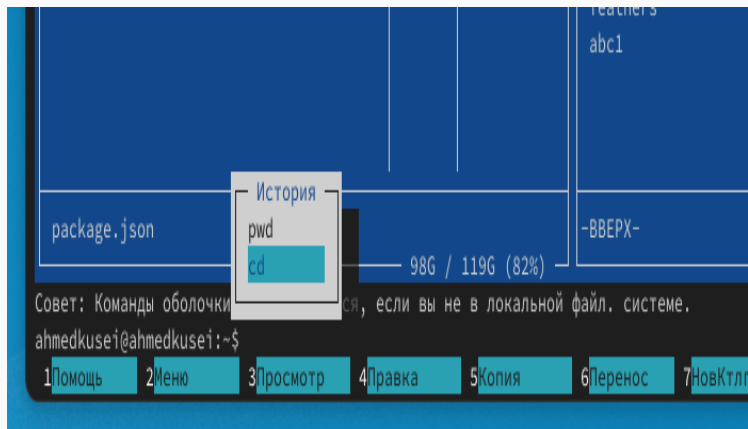 feathers
abc1
История
package.json
pwd
-ВВЕРХ-
cd
98G / 119G (82%)
Совет: Команды оболочки ся, если вы не в локальной файл. системе.
ahmedkusei@ahmedkusei:~$
1Помощь 2Меню 3Просмотр 4Правка 5Копия 6Перенос 7НовКтлг